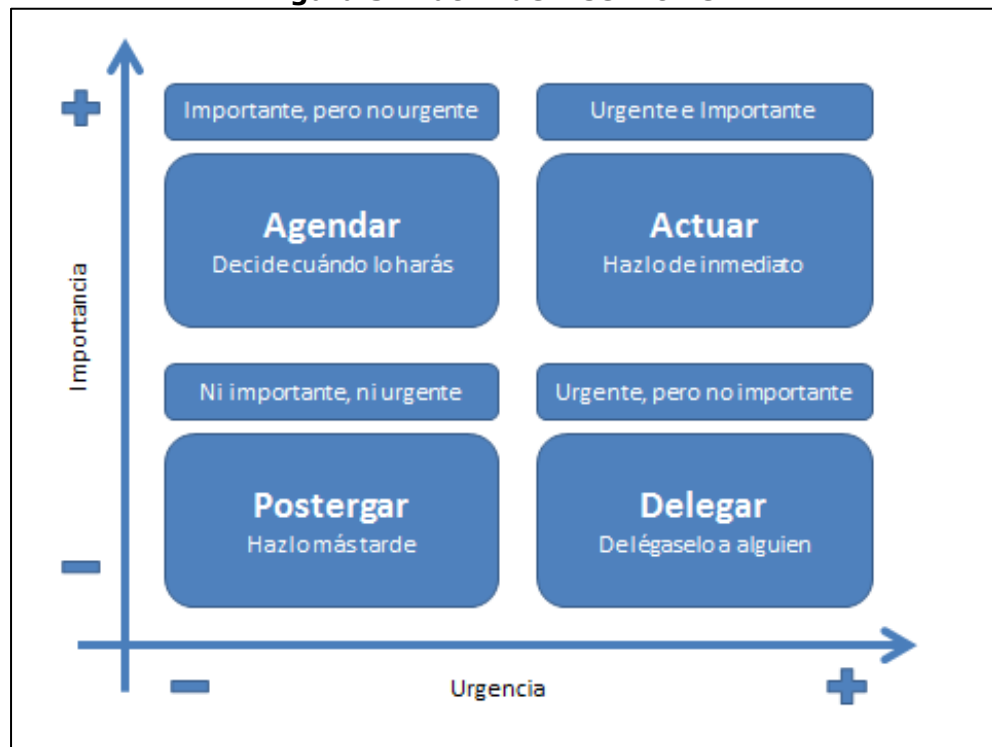 Importante, pero no urgente
Urgente e Importante
Agendar
Decide cuándo lo harás
Actuar
Hazlo de inmediato
Importancia
Ni importante, ni urgente
Urgente, pero no importante
Postergar
Hazlo más tarde
Delegar
Delégaselo a alguien
Urgencia